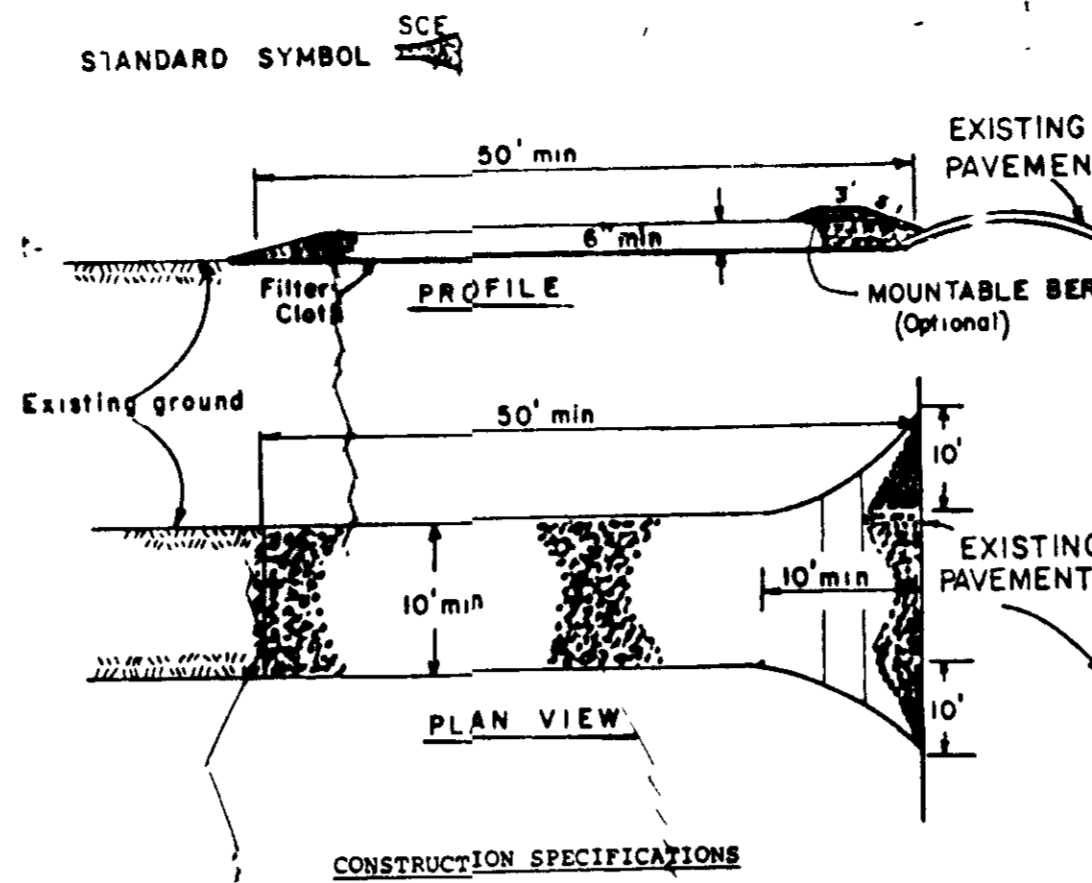 SCE
STANDARD SYMBOL
50' min
EXISTING
PAVEMEN
3'
6" min
Filter
Cloth
PROFILE
MOUNTABLE BER
(Optional)
Existing ground
50' min
10'
EXISTING
PAVEMENT
10' min
10' min
10'
PLAN VIEW
CONSTRUCTION SPECIFICATIONS